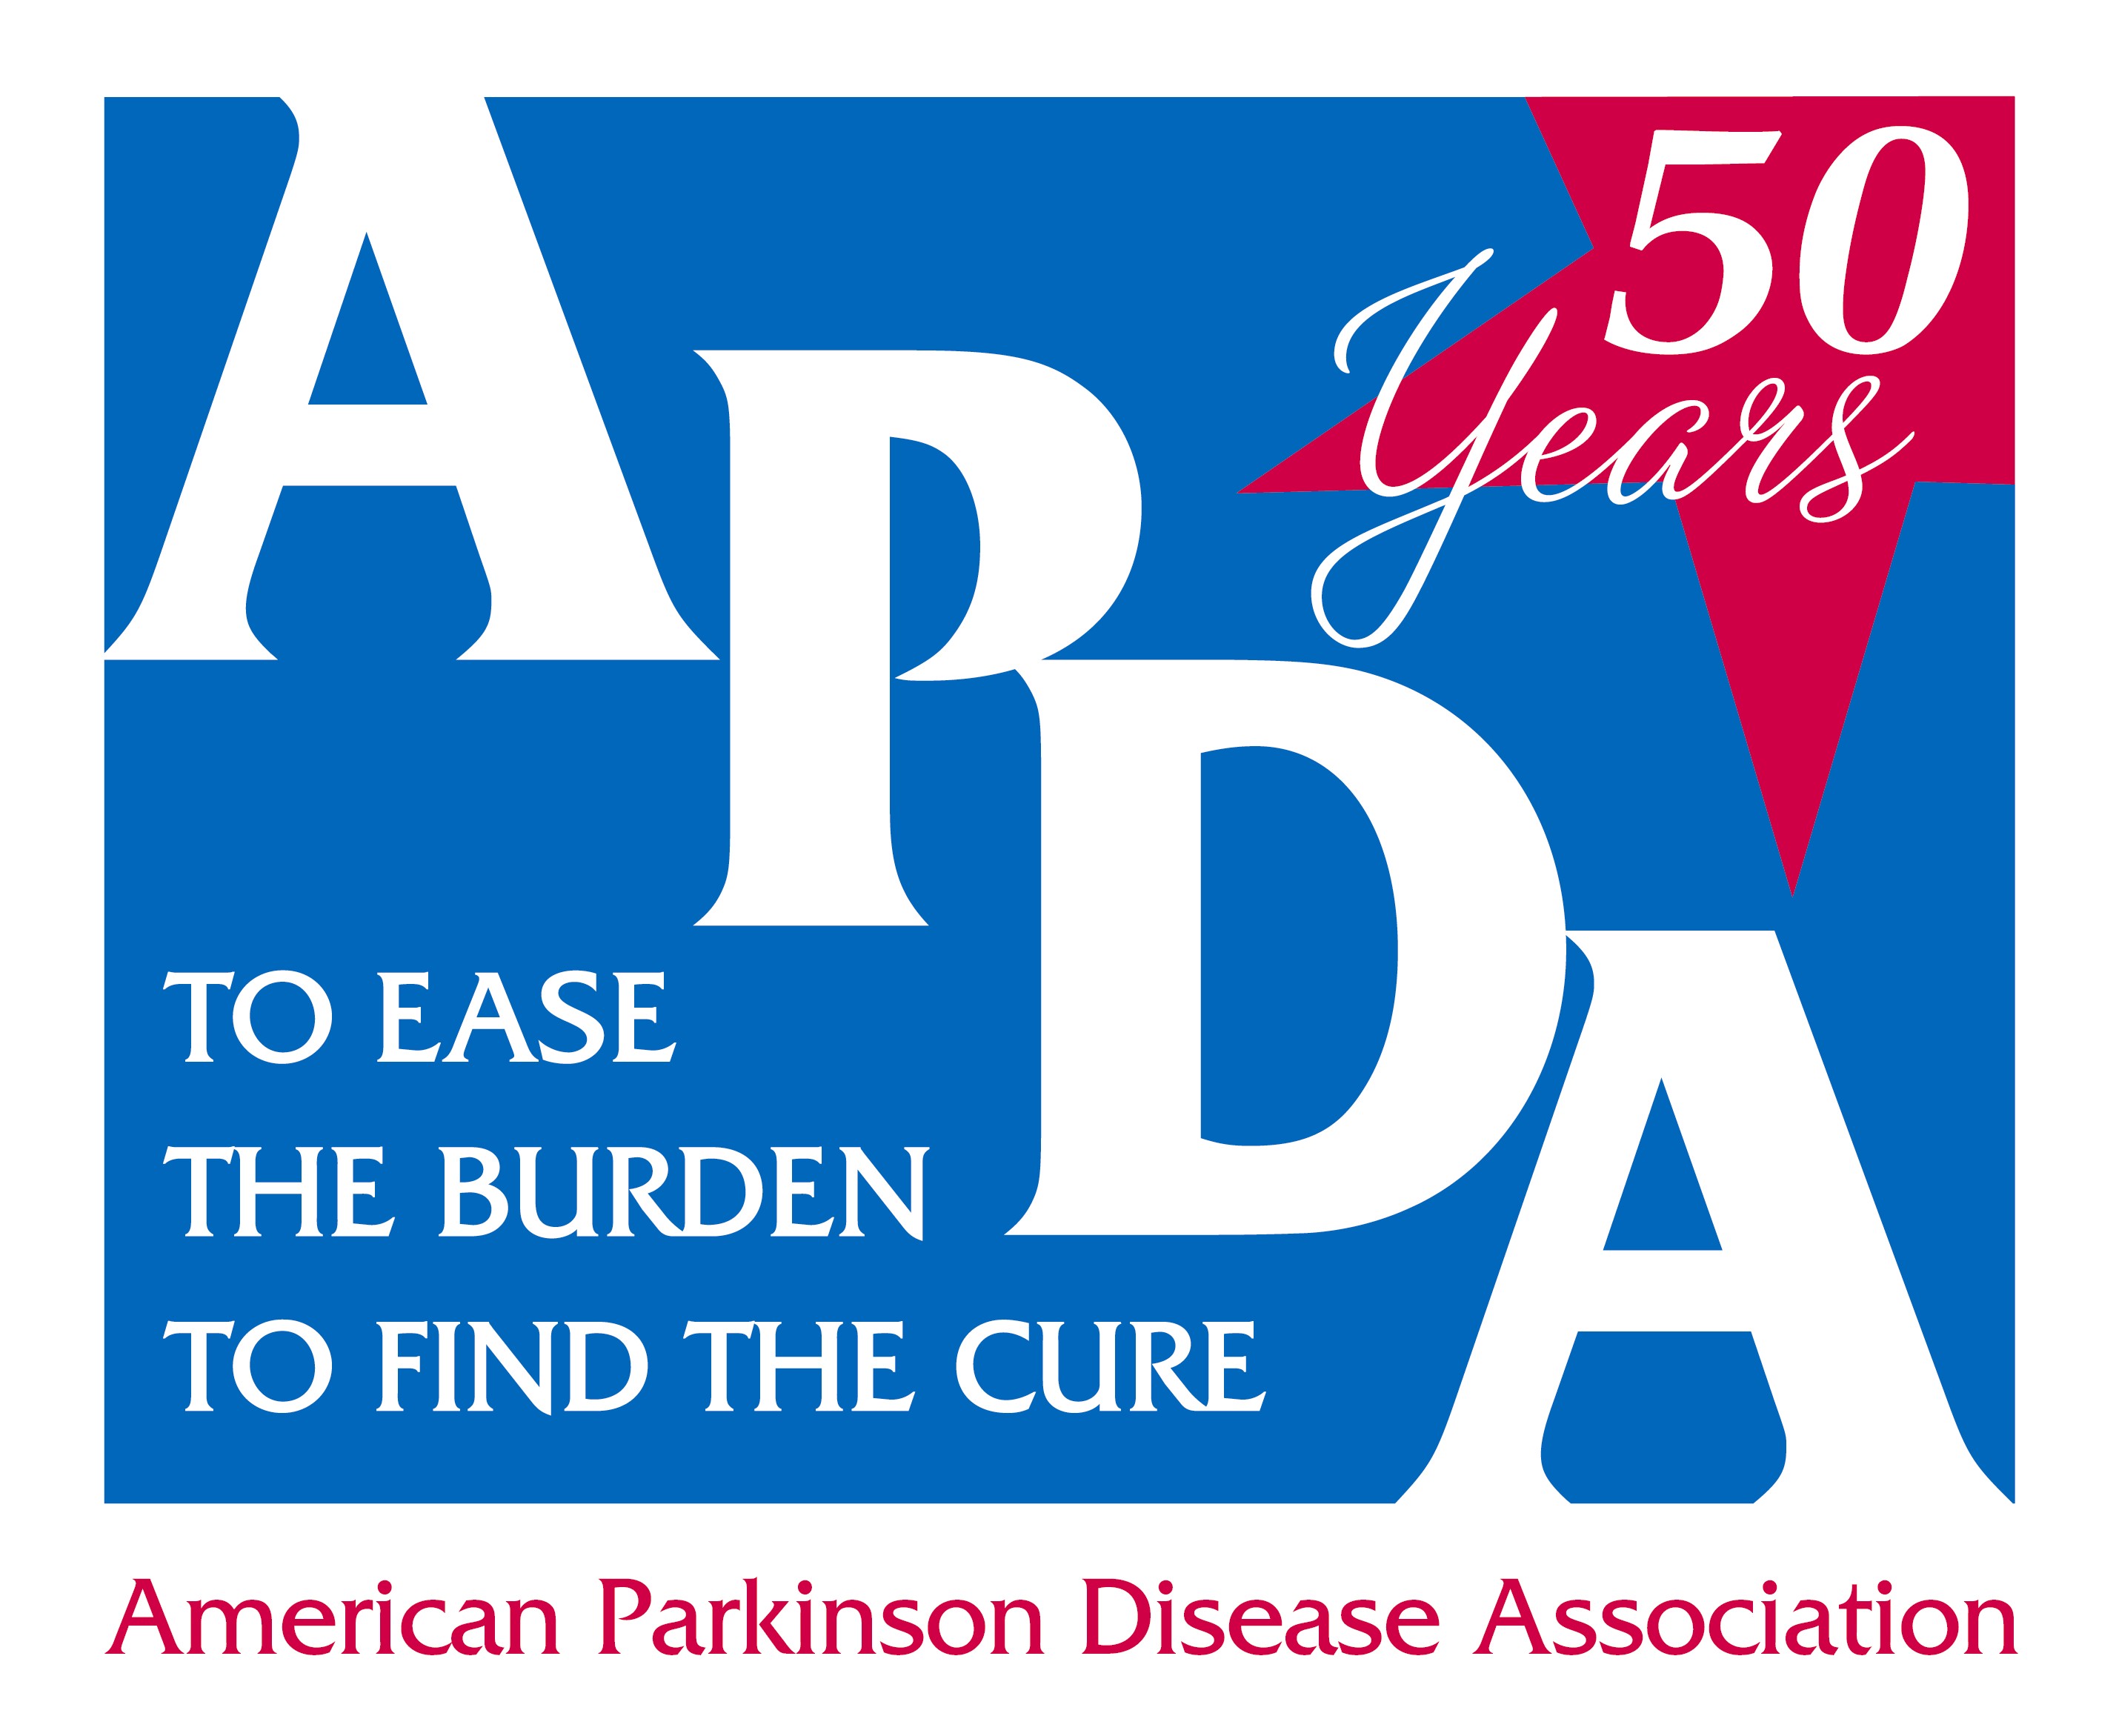 APDA
50
Years
TO EASE
THE BURDEN
TO FIND THE CURE
American Parkinson Disease Association